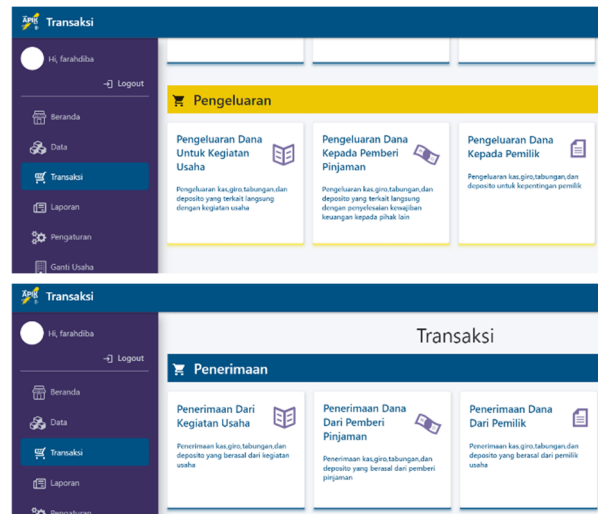 APIK Transaksi
Hi, farahdiba
Logout
Beranda
Data
Transaksi
Laporan
Pengaturan
Ganti Usaha
Pengeluaran
Pengeluaran Dana
Untuk Kegiatan
Usaha
Pengeluaran kas,giro,tabungan,dan
deposito yang terkait langsung
dengan kegiatan usaha
Pengeluaran Dana
Kepada Pemberi
Pinjaman
Pengeluaran kas,giro,tabungan,dan
deposito yang terkait langsung
dengan penyelesaian kewajiban
keuangan kepada pihak lain
Pengeluaran Dana
Kepada Pemilik
Pengeluaran kas,giro,tabungan,dan
deposito untuk kepentingan pemilik
APIK Transaksi
Hi, farahdiba
Logout
Beranda
Data
Transaksi
Laporan
Pengaturan
Transaksi
Penerimaan
Penerimaan Dari
Kegiatan Usaha
Penerimaan kas,giro,tabungan,dan
deposito yang berasal dari kegiatan
usaha
Penerimaan Dana
Dari Pemberi
Pinjaman
Penerimaan kas,giro,tabungan,dan
deposito yang berasal dari pemberi
pinjaman
Penerimaan Dana
Dari Pemilik
Penerimaan kas,giro,tabungan,dan
deposito yang berasal dari pemilik
usaha